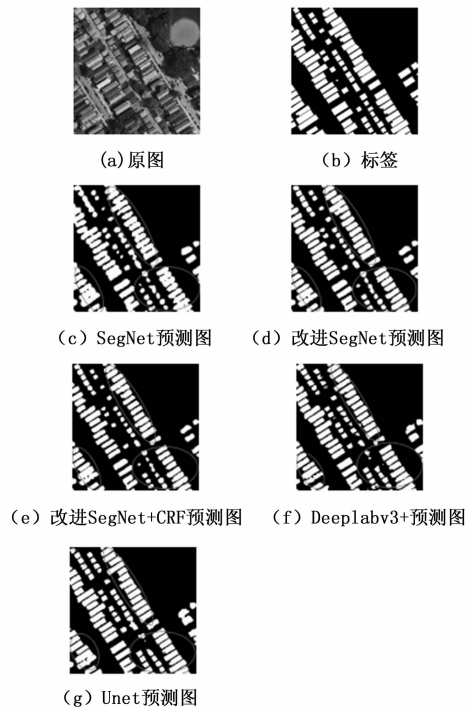 (a)原图
（b）标签
（c）SegNet预测图
（d）改进SegNet预测图
（e）改进SegNet+CRF预测图
（f）Deeplabv3+预测图
（g）Unet预测图